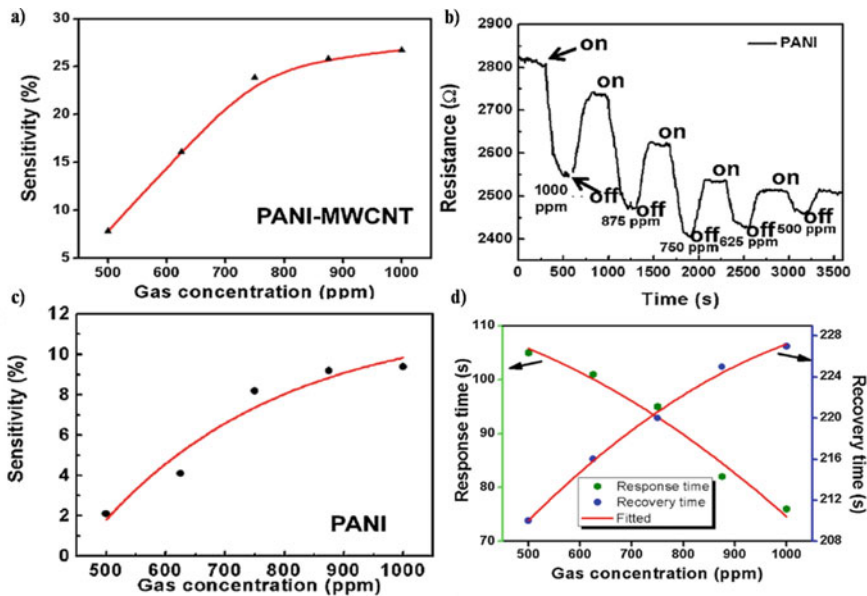 a)
Sensitivity (%)
30
25
20
15
10
5
500 600 700 800 900 1000
Gas concentration (ppm)
PANI-MWCNT
b)
Resistance (Ω)
2900
2800
2700
2600
2500
2400
0 500 1000 1500 2000 2500 3000 3500
Time (s)
PANI
on
on
on
on
on
1000
ppm
off
off
875 ppm
off
750 ppm
off
625 ppm
off
500 ppm
c)
Sensitivity (%)
12
10
8
6
4
2
0
500 600 700 800 900 1000
Gas concentration (ppm)
PANI
d)
Response time (s)
110
100
90
80
70
Recovery time (s)
228
224
220
216
212
208
500 600 700 800 900 1000
Gas concentration (ppm)
Response time
Recovery time
Fitted